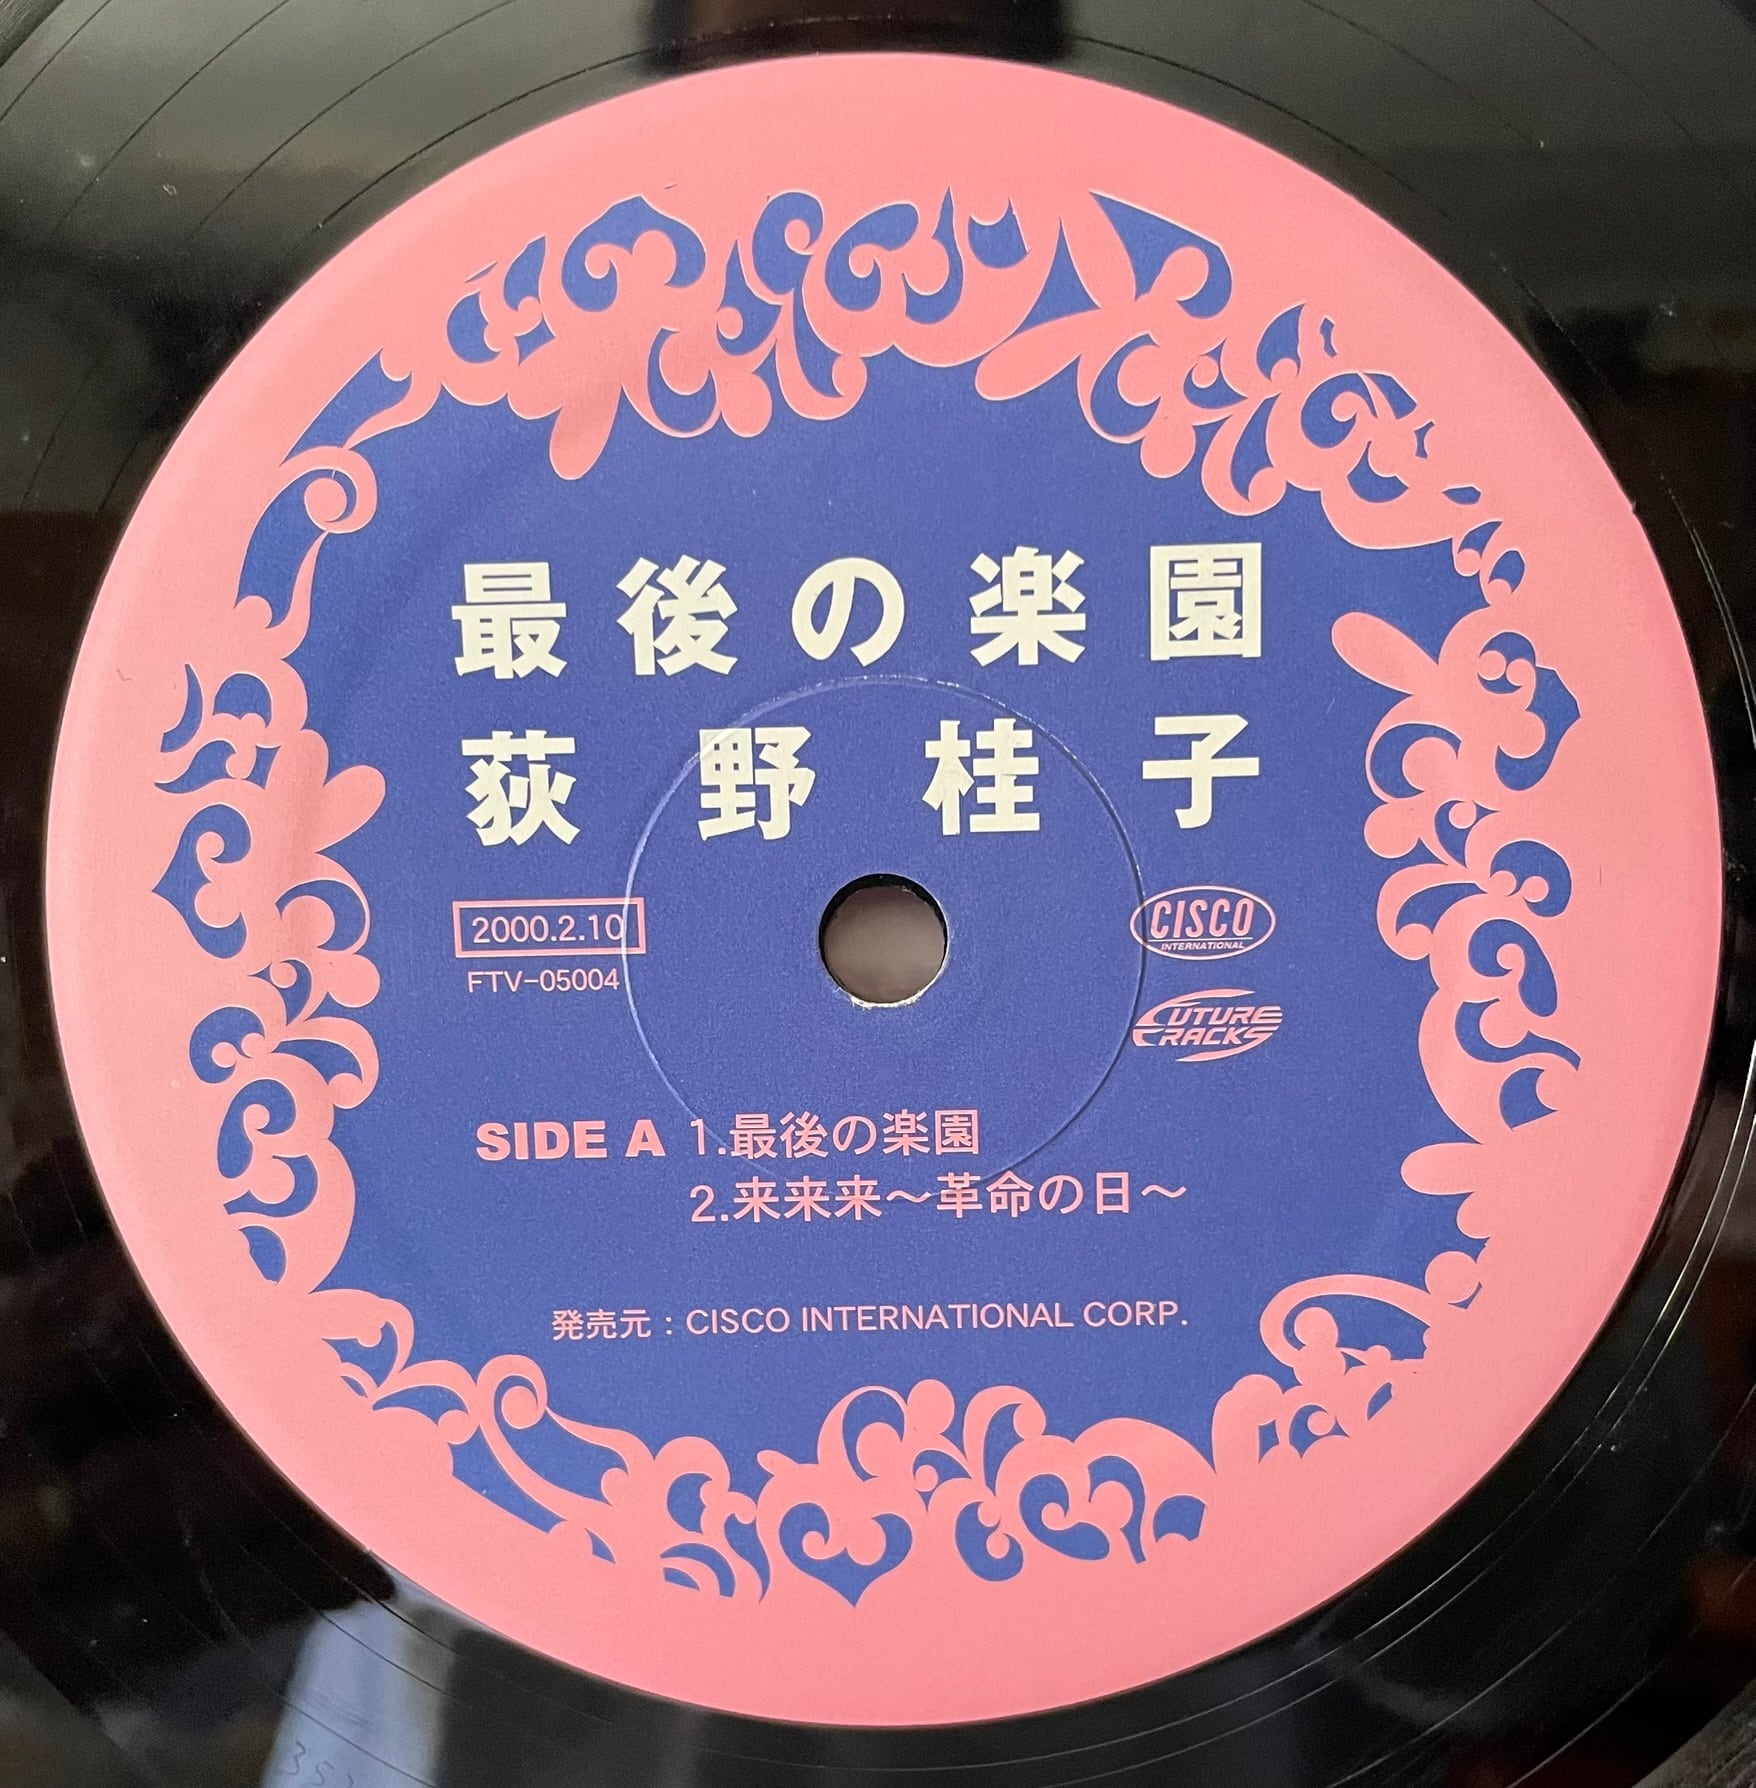 最後の楽園
荻野桂子
2000.2.10
FTV-05004
CISCO
INTERNATIONAL
FUTURE
TRACKS
SIDE A 1.最後の楽園
2.来来来～革命の日～
発売元：CISCO INTERNATIONAL CORP.